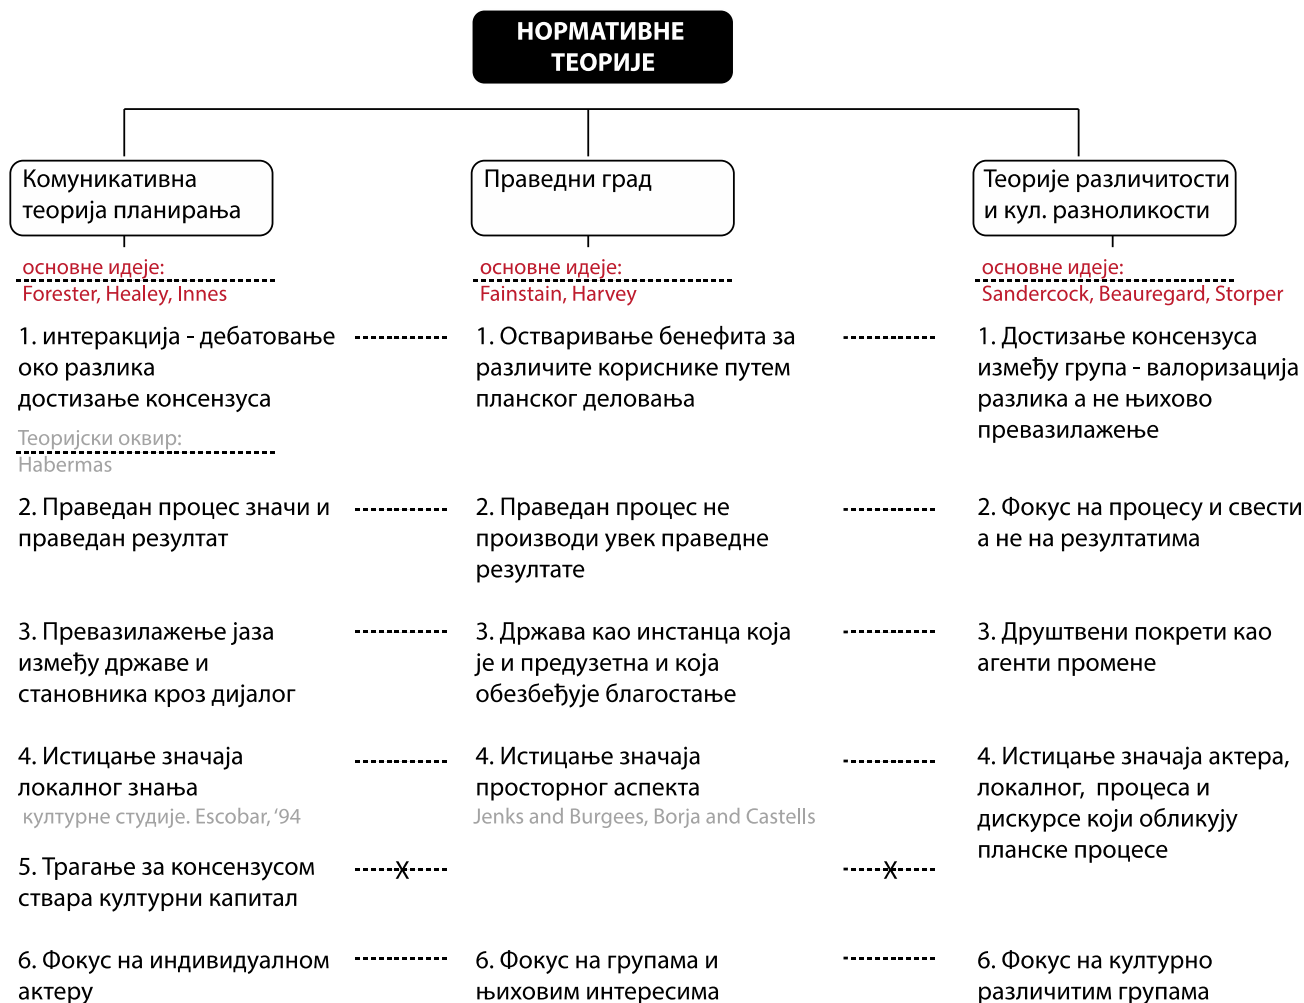 НОРМАТИВНЕ
ТЕОРИЈЕ
Комуникативна
теорија планирања
основне идеје:
Forester, Healey, Innes
1. интеракција - дебатовање
око разлика
достизање консензуса
Теоријски оквир:
Habermas
2. Праведан процес значи и
праведан резултат
3. Превазилажење јаза
између државе и
становника кроз дијалог
4. Истицање значаја
локалног знања
културне студије. Escobar, ‘94
5. Трагање за консензусом
ствара културни капитал
6. Фокус на индивидуалном
актеру
Праведни град
основне идеје:
Fainstain, Harvey
1. Остваривање бенефита за
различите кориснике путем
планског деловања
2. Праведан процес не
производи увек праведне
резултате
3. Држава као инстанца која
је и предузетна и која
обезбеђује благостање
4. Истицање значаја
просторног аспекта
Jenks and Burgees, Borja and Castells
X
X
6. Фокус на групама и
њиховим интересима
Теорије различитости
и кул. разноликости
основне идеје:
Sandercock, Beauregard, Storper
1. Достизање консензуса
између група - валоризација
разлика а не њихово
превазилажење
2. Фокус на процесу и свести
а не на резултатима
3. Друштвени покрети као
агенти промене
4. Истицање значаја актера,
локалног, процеса и
дискурсе који обликују
планске процесе
6. Фокус на културно
различитим групама